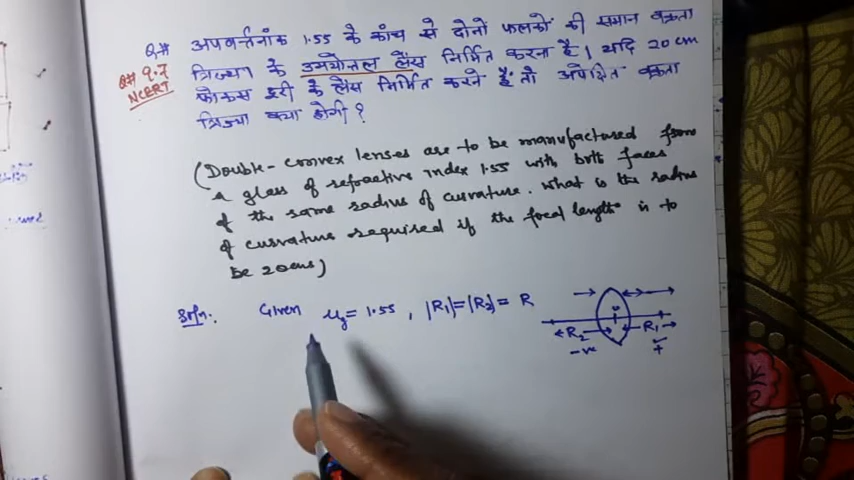 Q# अपवर्त्तनांक 1.55 के कांच से दोनों फलकों की समान वक्रता
Q# 9.7 त्रिज्या के उभयोत्तल लैंस निर्मित करना है। यदि 20 cm
NCERT फोकस दूरी के लैंस निर्मित करने हैं तो अपेक्षित वक्रता
त्रिज्या क्या होगी?
(Double-convex lenses are to be manufactured from
a glass of refractive index 1.55 with both faces
of the same radius of curvature. What is the radius
of curvature required if the focal length is to
be 20cm)
Soln: Given μg = 1.55, |R1|=|R2|= R
R2 R1
-ve +